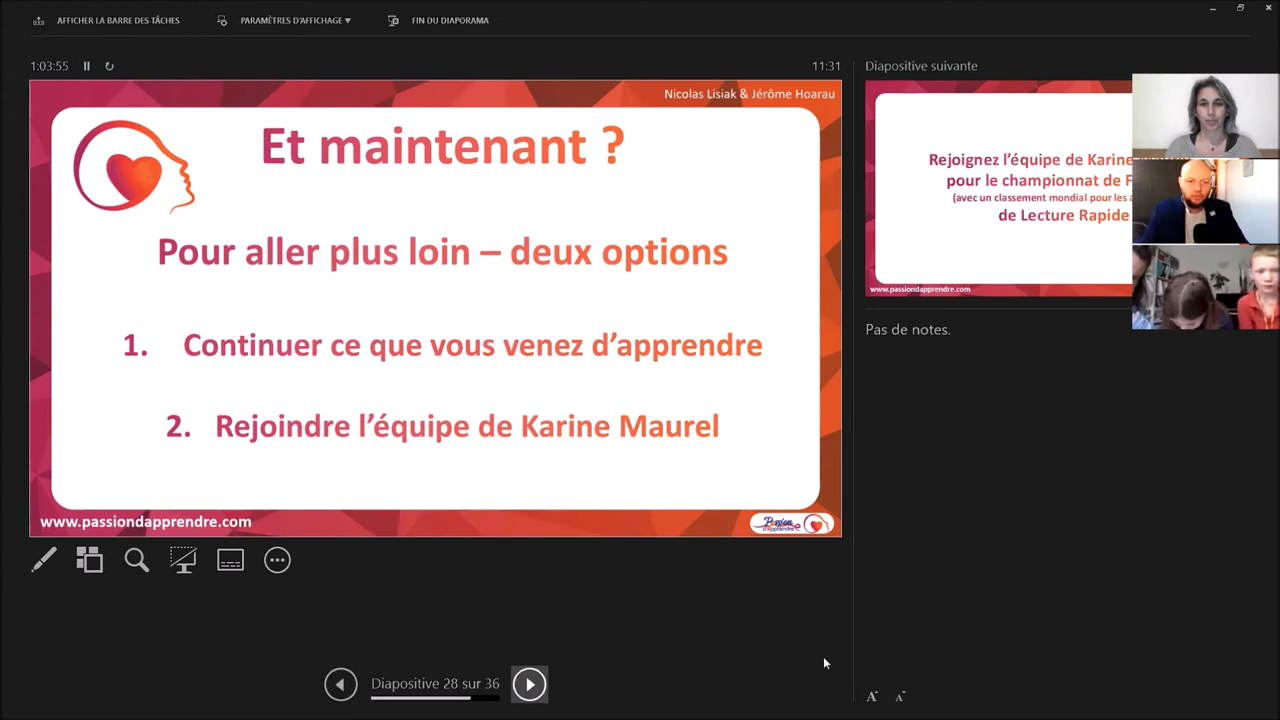 AFFICHER LA BARRE DES TÂCHES
PARAMÈTRES D'AFFICHAGE ▼
FIN DU DIAPORAMA
1:03:55
11:31
Nicolas Lisiak & Jérôme Hoarau
Et maintenant ?
Pour aller plus loin – deux options
1. Continuer ce que vous venez d’apprendre
2. Rejoindre l’équipe de Karine Maurel
www.passiondapprendre.com
Passion
d'apprendre
Diapositive 28 sur 36
Diapositive suivante
Rejoignez l’équipe de Karine
pour le championnat de F
(avec un classement mondial pour les a
de Lecture Rapide
www.passiondapprendre.com
Pas de notes.
A
A